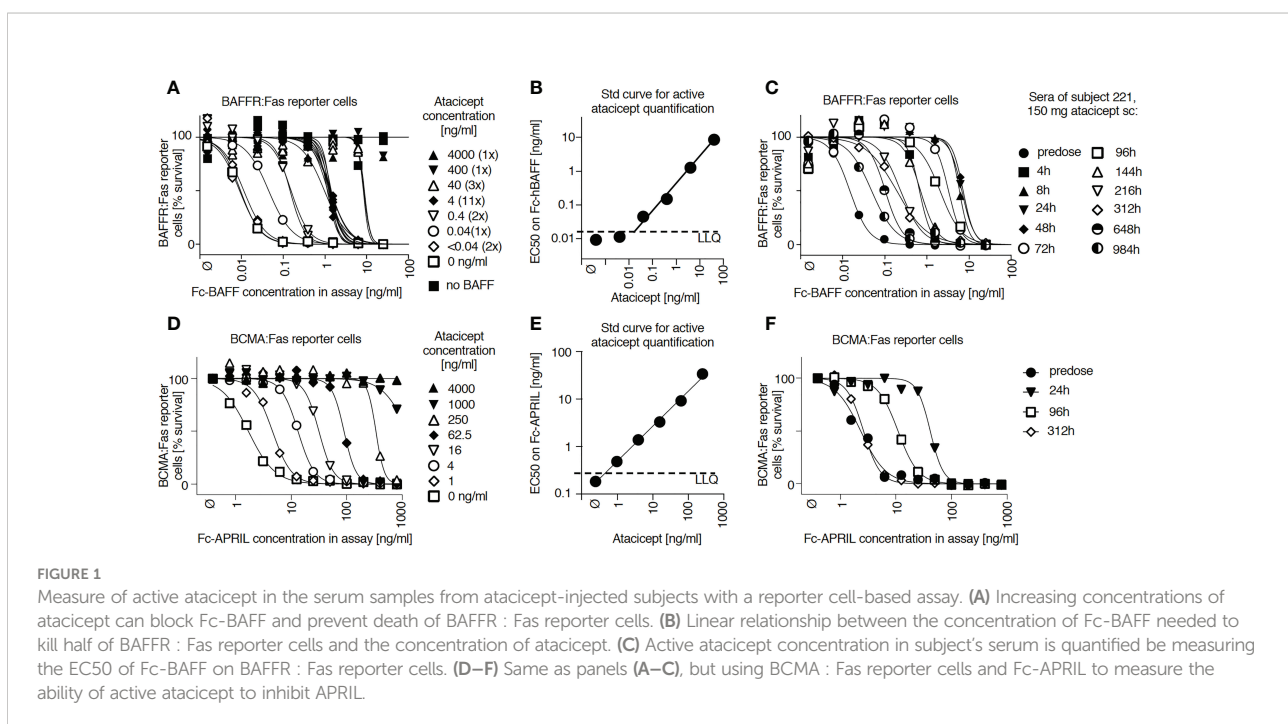 A
BAFFR:Fas reporter cells
BAFFR:Fas reporter
cells [% survival]
100
0
Ø
0.01
0.1
1
10
100
Fc-BAFF concentration in assay [ng/ml]
Atacicept
concentration
[ng/ml]
4000 (1x)
400 (1x)
40 (3x)
4 (11x)
0.4 (2x)
0.04(1x)
<0.04 (2x)
0 ng/ml
no BAFF
B
Std curve for active
atacicept quantification
EC50 on Fc-hBAFF [ng/ml]
10
1
0.1
0.01
LLQ
Ø
0.01
0.1
1
10
100
Atacicept [ng/ml]
C
BAFFR:Fas reporter cells
BAFFR:Fas reporter
cells [% survival]
100
0
Ø
0.01
0.1
1
10
100
Fc-BAFF concentration in assay [ng/ml]
Sera of subject 221,
150 mg atacicept sc:
predose
4h
8h
24h
48h
72h
96h
144h
216h
312h
648h
984h
D
BCMA:Fas reporter cells
BCMA:Fas reporter
cells [% survival]
100
0
Ø
1
10
100
1000
Fc-APRIL concentration in assay [ng/ml]
Atacicept
concentration
[ng/ml]
4000
1000
250
62.5
16
4
1
0 ng/ml
E
Std curve for active
atacicept quantification
EC50 on Fc-APRIL [ng/ml]
100
10
1
0.1
LLQ
Ø
1
10
100
1000
Atacicept [ng/ml]
F
BCMA:Fas reporter cells
BCMA:Fas reporter
cells [% survival]
100
0
Ø
1
10
100
1000
Fc-APRIL concentration in assay [ng/ml]
predose
24h
96h
312h
FIGURE 1
Measure of active atacicept in the serum samples from atacicept-injected subjects with a reporter cell-based assay. (A) Increasing concentrations of
atacicept can block Fc-BAFF and prevent death of BAFFR : Fas reporter cells. (B) Linear relationship between the concentration of Fc-BAFF needed to
kill half of BAFFR : Fas reporter cells and the concentration of atacicept. (C) Active atacicept concentration in subject's serum is quantified be measuring
the EC50 of Fc-BAFF on BAFFR : Fas reporter cells. (D–F) Same as panels (A–C), but using BCMA : Fas reporter cells and Fc-APRIL to measure the
ability of active atacicept to inhibit APRIL.